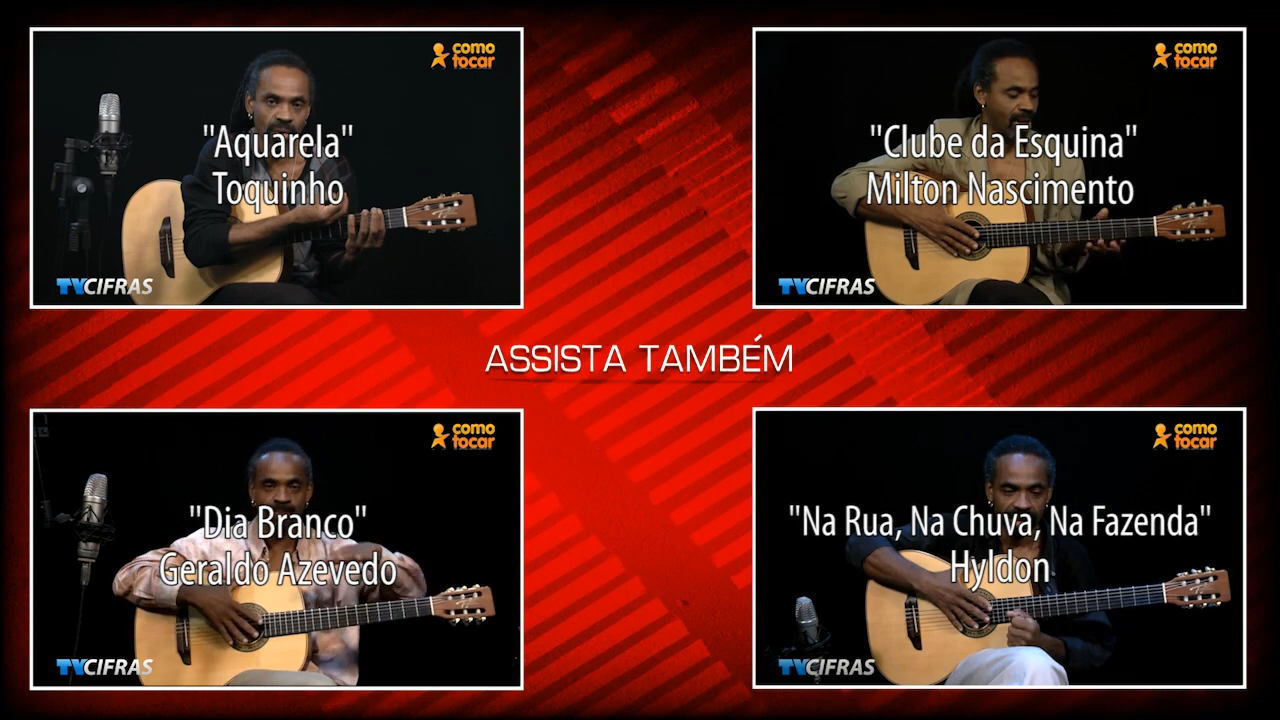 como
tocar
"Aquarela"
Toquinho
TVCIFRAS
como
tocar
"Clube da Esquina"
Milton Nascimento
TVCIFRAS
ASSISTA TAMBÉM
como
tocar
"Dia Branco"
Geraldo Azevedo
TVCIFRAS
como
tocar
"Na Rua, Na Chuva, Na Fazenda"
Hyldon
TVCIFRAS